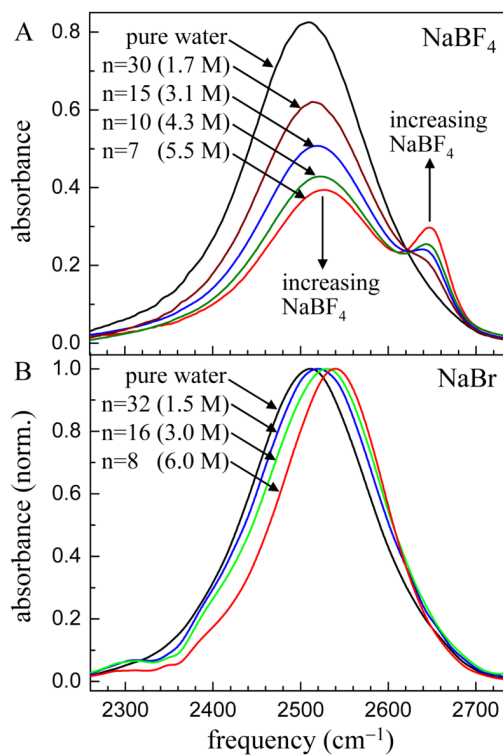 A
NaBF₄
pure water
n=30 (1.7 M)
n=15 (3.1 M)
n=10 (4.3 M)
n=7 (5.5 M)
increasing
NaBF₄
increasing
NaBF₄
absorbance
0.8
0.6
0.4
0.2
0.0
B
NaBr
pure water
n=32 (1.5 M)
n=16 (3.0 M)
n=8 (6.0 M)
absorbance (norm.)
1.0
0.8
0.6
0.4
0.2
0.0
2300 2400 2500 2600 2700
frequency (cm⁻¹)